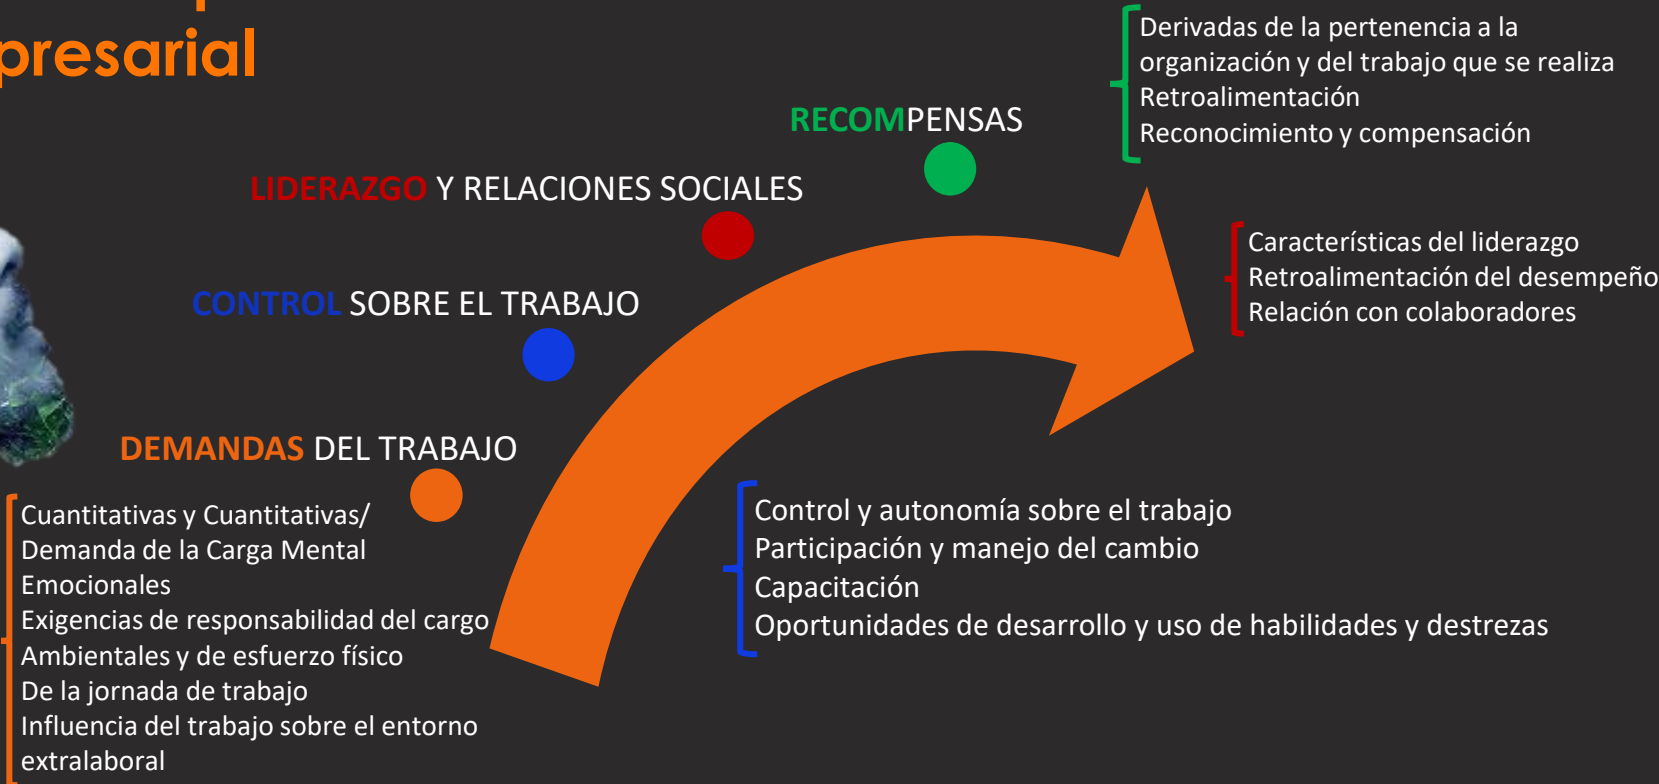 presarial
RECOMPENSAS
Derivadas de la pertenencia a la
organización y del trabajo que se realiza
Retroalimentación
Reconocimiento y compensación
LIDERAZGO Y RELACIONES SOCIALES
Características del liderazgo
Retroalimentación del desempeño
Relación con colaboradores
CONTROL SOBRE EL TRABAJO
Control y autonomía sobre el trabajo
Participación y manejo del cambio
Capacitación
Oportunidades de desarrollo y uso de habilidades y destrezas
DEMANDAS DEL TRABAJO
Cuantitativas y Cuantitativas/
Demanda de la Carga Mental
Emocionales
Exigencias de responsabilidad del cargo
Ambientales y de esfuerzo físico
De la jornada de trabajo
Influencia del trabajo sobre el entorno
extralaboral